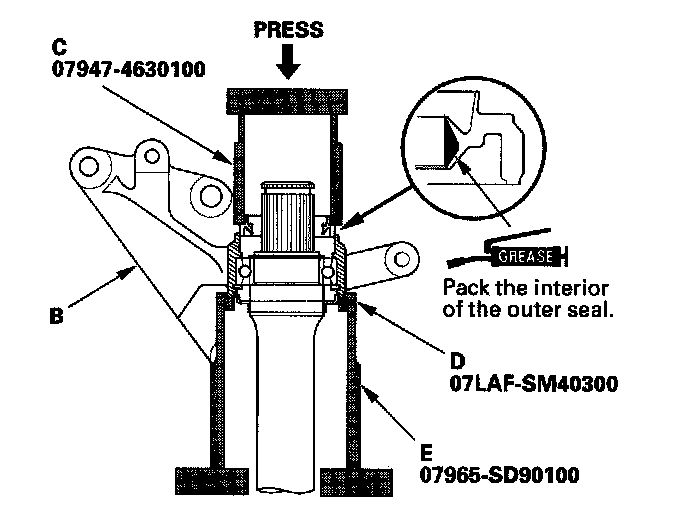 PRESS
C
07947-4630100
GREASE
Pack the interior
of the outer seal.
B
D
07LAF-SM40300
E
07965-SD90100